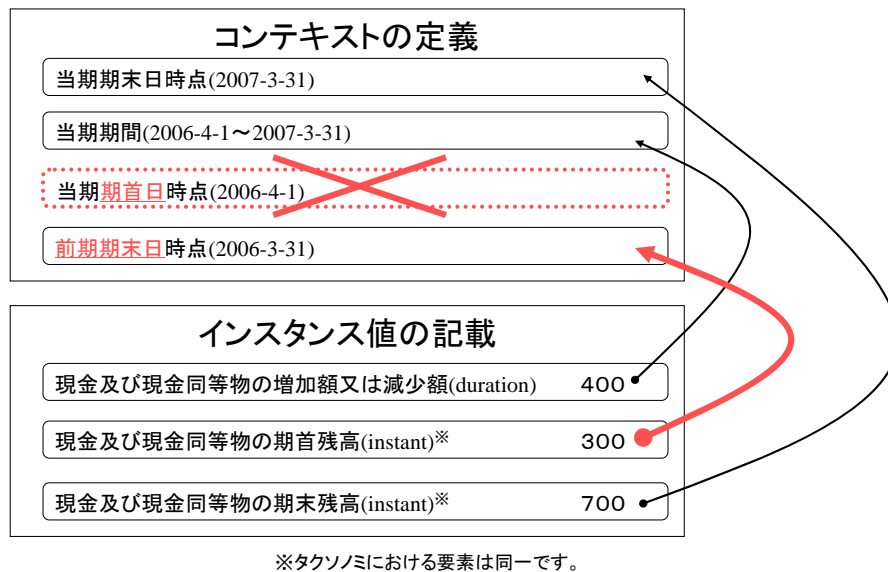 コンテキストの定義
当期期末日時点(2007-3-31)
当期期間(2006-4-1～2007-3-31)
当期期首日時点(2006-4-1)
前期期末日時点(2006-3-31)
インスタンス値の記載
現金及び現金同等物の増加額又は減少額(duration) 400
現金及び現金同等物の期首残高(instant)※ 300
現金及び現金同等物の期末残高(instant)※ 700
※タクソノミにおける要素は同一です。